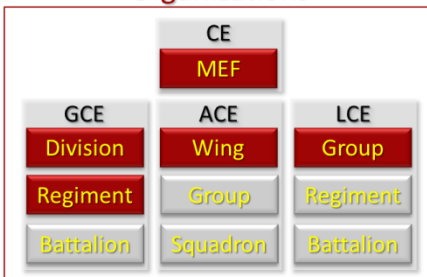 CE
MEF
GCE ACE LCE
Division Wing Group
Regiment Group Regiment
Battalion Squadron Battalion